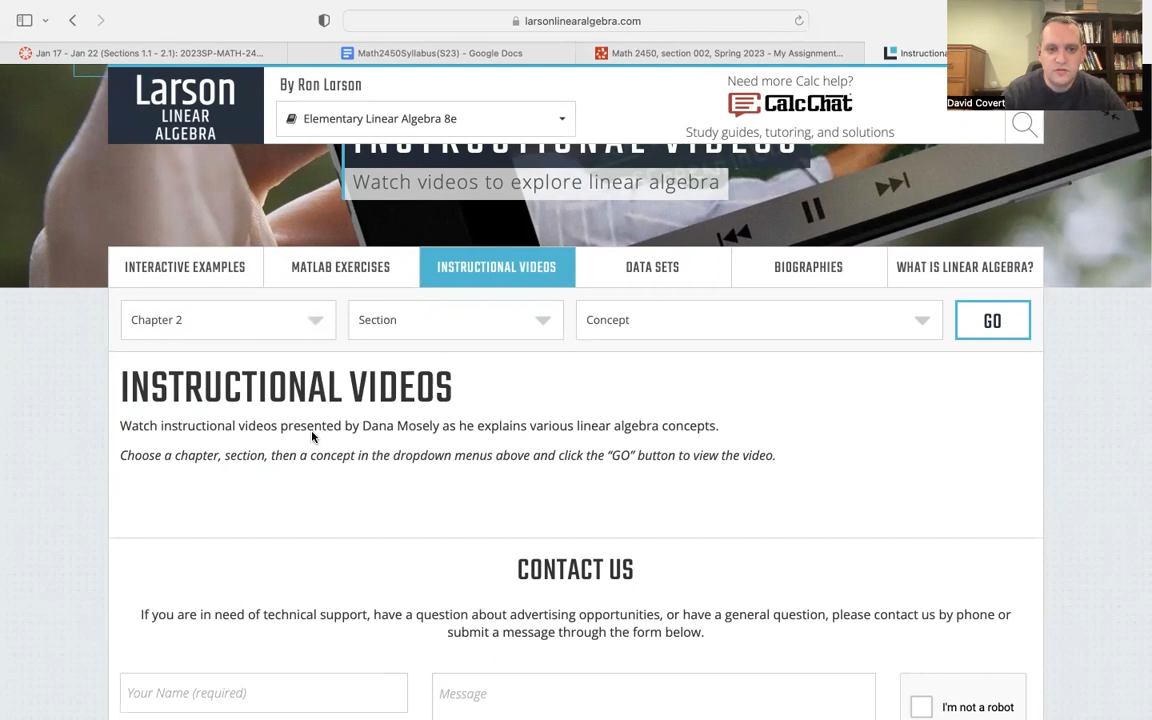 larsonlinearalgebra.com
Jan 17 - Jan 22 (Sections 1.1 - 2.1): 2023SP-MATH-24...
Math2450Syllabus(S23) - Google Docs
Math 2450, section 002, Spring 2023 - My Assignment...
Instructiona
David Covert
Larson
LINEAR
ALGEBRA
By Ron Larson
Elementary Linear Algebra 8e
Need more Calc help?
CalcChat
Study guides, tutoring, and solutions
INSTRUCTIONAL VIDEOS
Watch videos to explore linear algebra
INTERACTIVE EXAMPLES
MATLAB EXERCISES
INSTRUCTIONAL VIDEOS
DATA SETS
BIOGRAPHIES
WHAT IS LINEAR ALGEBRA?
Chapter 2
Section
Concept
GO
INSTRUCTIONAL VIDEOS
Watch instructional videos presented by Dana Mosely as he explains various linear algebra concepts.
Choose a chapter, section, then a concept in the dropdown menus above and click the “GO” button to view the video.
CONTACT US
If you are in need of technical support, have a question about advertising opportunities, or have a general question, please contact us by phone or
submit a message through the form below.
Your Name (required)
Message
I'm not a robot